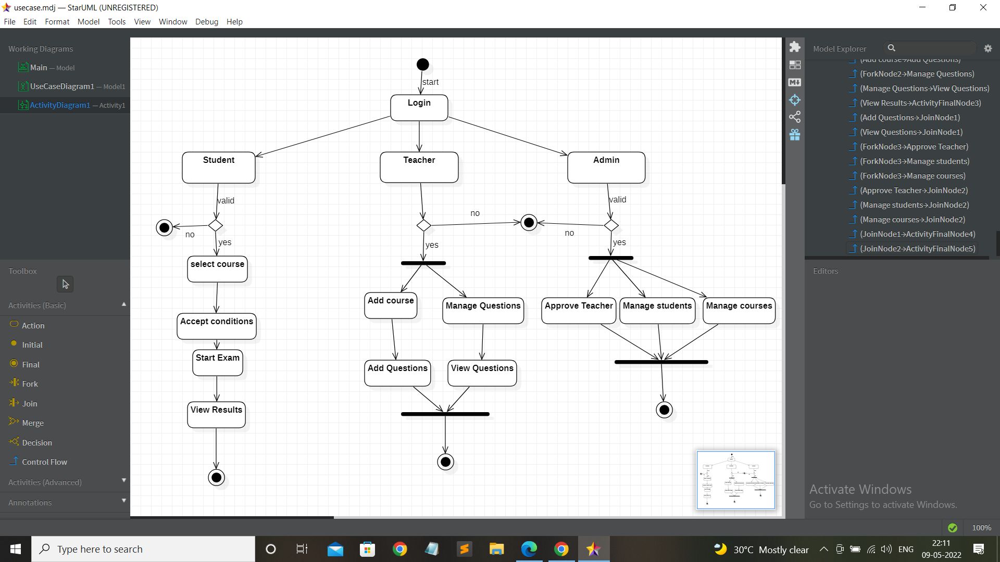 usecase.mdj — StarUML (UNREGISTERED)
File Edit Format Model Tools View Window Debug Help
Working Diagrams
Main — Model
UseCaseDiagram1 — Model1
ActivityDiagram1 — Activity1
Toolbox
Activities (Basic)
Action
Initial
Final
Fork
Join
Merge
Decision
Control Flow
Activities (Advanced)
Annotations
start
Login
Student
Teacher
Admin
valid
valid
no
no
no
yes
yes
yes
select course
Accept conditions
Start Exam
View Results
Add course
Manage Questions
Add Questions
View Questions
Approve Teacher
Manage students
Manage courses
M
Model Explorer
(Add course→Add Questions)
(ForkNode2→Manage Questions)
(Manage Questions→View Questions)
(View Results→ActivityFinalNode3)
(Add Questions→JoinNode1)
(View Questions→JoinNode1)
(ForkNode3→Approve Teacher)
(ForkNode3→Manage students)
(ForkNode3→Manage courses)
(Approve Teacher→JoinNode2)
(Manage students→JoinNode2)
(Manage courses→JoinNode2)
(JoinNode1→ActivityFinalNode4)
(JoinNode2→ActivityFinalNode5)
Editors
Activate Windows
Go to Settings to activate Windows.
100%
Type here to search
30°C Mostly clear
ENG
22:11
09-05-2022